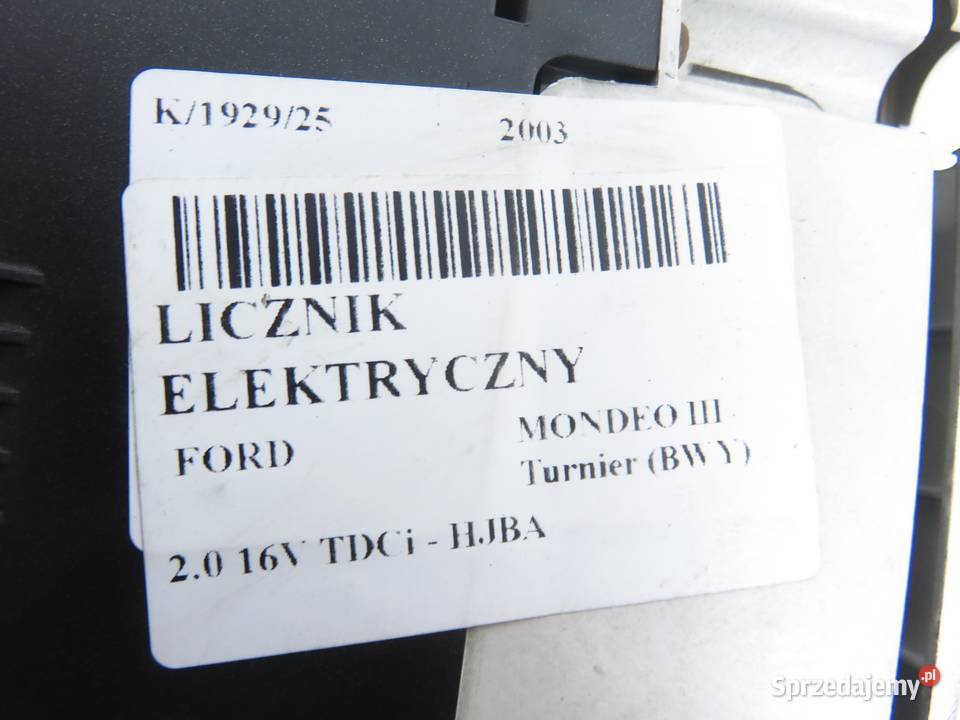 K/1929/25 2003
LICZNIK
ELEKTRYCZNY
FORD MONDEO III
Turnier (BWY)
2.0 16V TDCi - HJBA
Sprzedajemy.pl